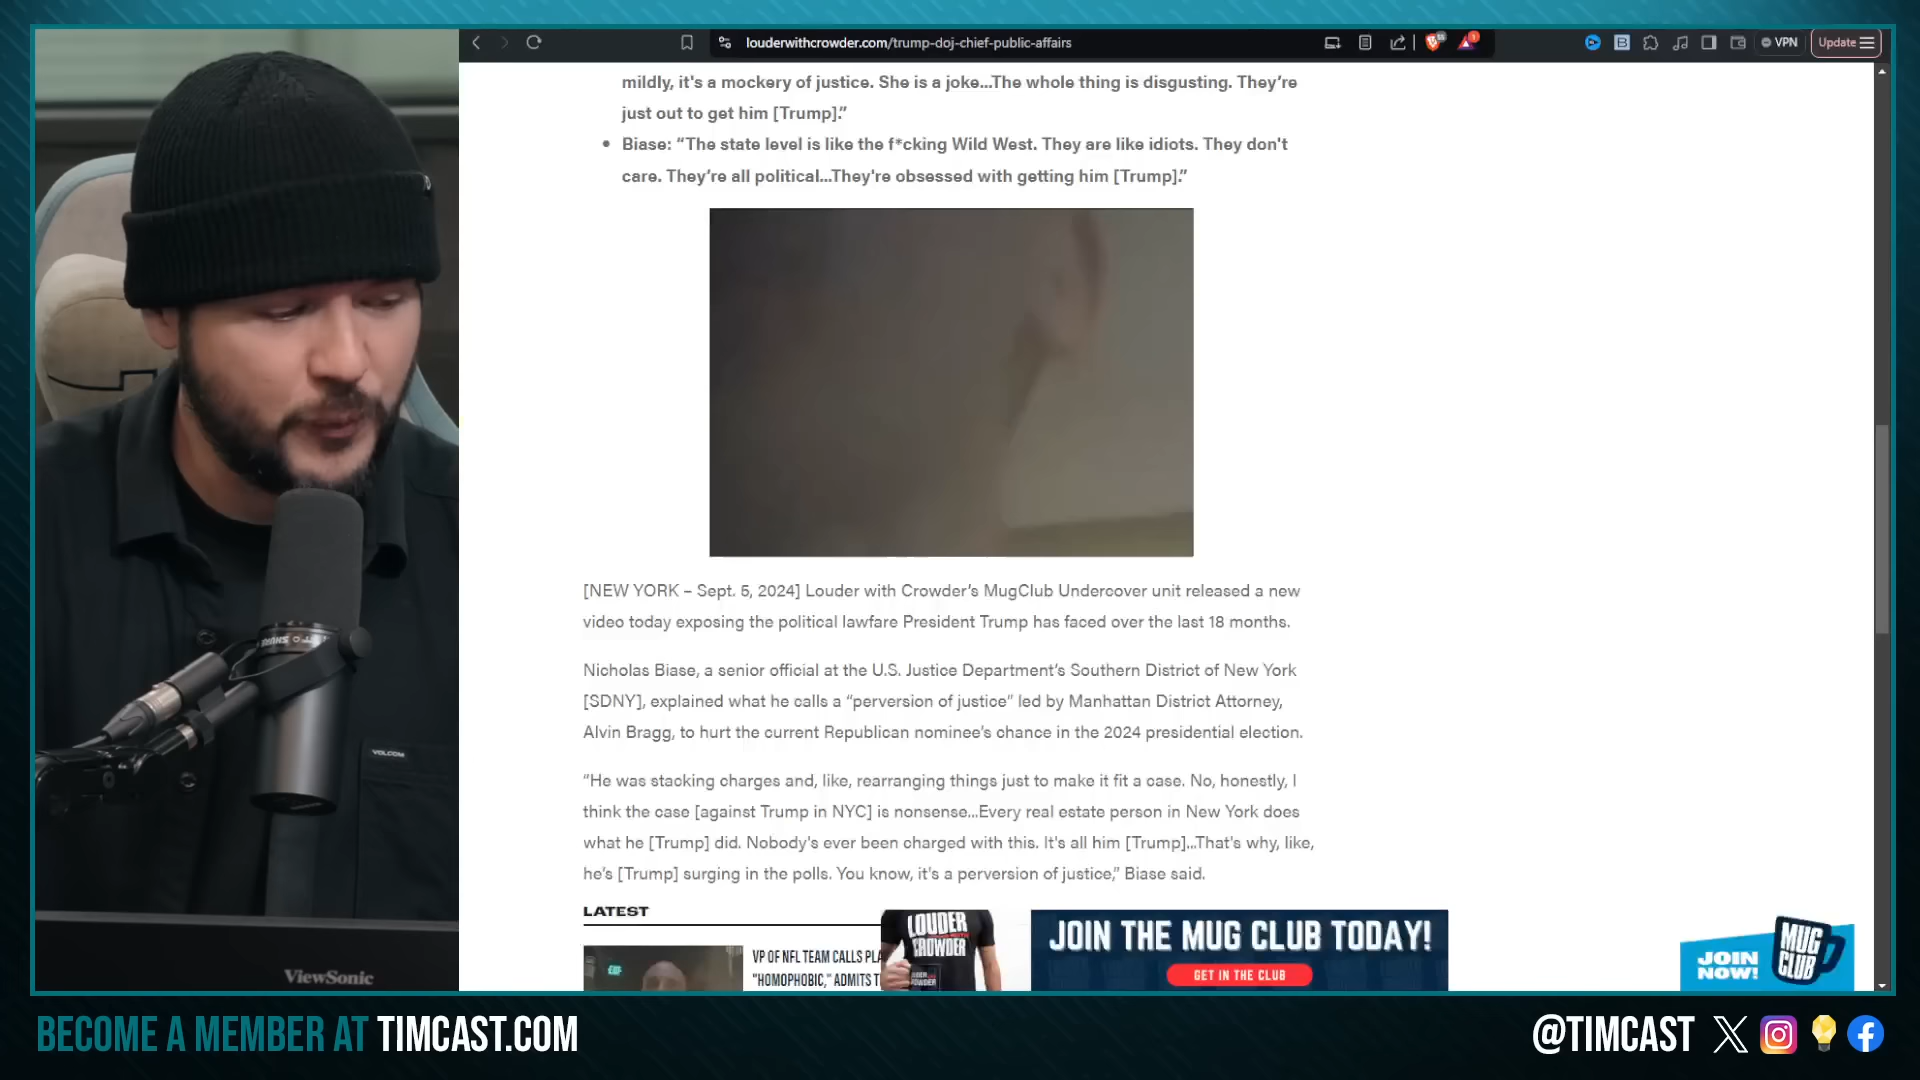 louderwithcrowder.com/trump-doj-chief-public-affairs
VPN
Update
mildly, it's a mockery of justice. She is a joke...The whole thing is disgusting. They’re
just out to get him [Trump].”
• Biase: “The state level is like the f*cking Wild West. They are like idiots. They don't
care. They’re all political...They're obsessed with getting him [Trump].”
[NEW YORK – Sept. 5, 2024] Louder with Crowder’s MugClub Undercover unit released a new
video today exposing the political lawfare President Trump has faced over the last 18 months.
Nicholas Biase, a senior official at the U.S. Justice Department’s Southern District of New York
[SDNY], explained what he calls a “perversion of justice” led by Manhattan District Attorney,
Alvin Bragg, to hurt the current Republican nominee’s chance in the 2024 presidential election.
“He was stacking charges and, like, rearranging things just to make it fit a case. No, honestly, I
think the case [against Trump in NYC] is nonsense...Every real estate person in New York does
what he [Trump] did. Nobody's ever been charged with this. It's all him [Trump]...That's why, like,
he’s [Trump] surging in the polls. You know, it's a perversion of justice,” Biase said.
LATEST
VP OF NFL TEAM CALLS PLA
"HOMOPHOBIC," ADMITS T
LOUDER
CROWDER
JOIN THE MUG CLUB TODAY!
GET IN THE CLUB
JOIN
NOW!
MUG
CLUB
VOLCOM
SHURE
ViewSonic
BECOME A MEMBER AT TIMCAST.COM
@TIMCAST